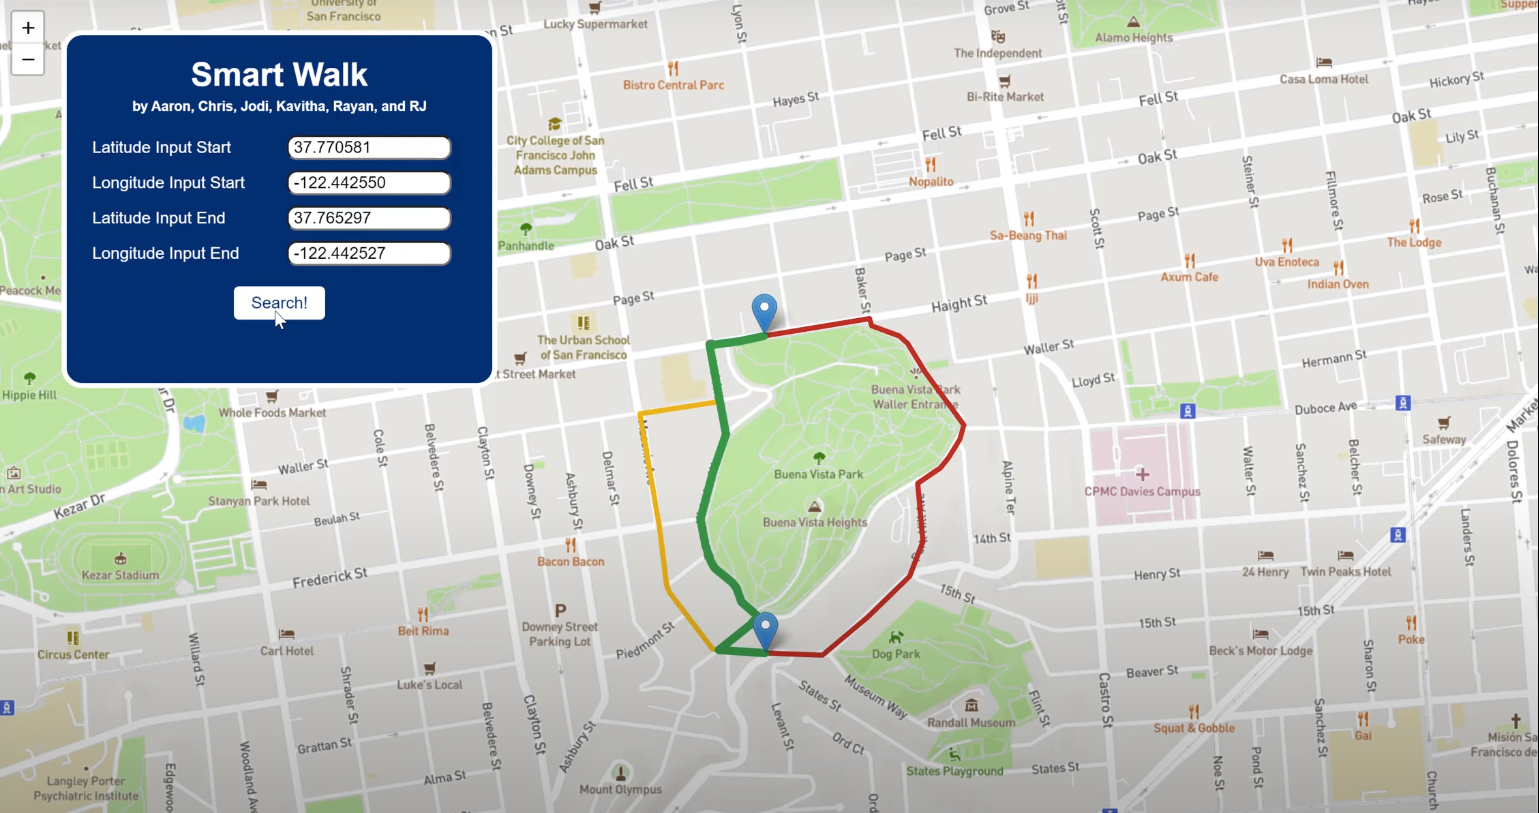 +
−
Smart Walk
by Aaron, Chris, Jodi, Kavitha, Rayan, and RJ
Latitude Input Start
37.770581
Longitude Input Start
-122.442550
Latitude Input End
37.765297
Longitude Input End
-122.442527
Search!
University of
San Francisco
Lucky Supermarket
Lyon St
Grove St
The Independent
Alamo Heights
Casa Loma Hotel
Hickory St
Bistro Central Parc
Bi-Rite Market
Hayes St
Fell St
Oak St
Lily St
City College of San
Francisco John
Adams Campus
Fell St
Oak St
Fell St
Nopalito
Steiner St
Fillmore St
Buchanan St
Rose St
Panhandle
Oak St
Sa-Beang Thai
Scott St
Page St
The Lodge
Uva Enoteca
Axum Cafe
Indian Oven
Page St
Baker St
Page St
Haight St
Ijji
Peacock Me
The Urban School
of San Francisco
t Street Market
Waller St
Hermann St
Lloyd St
Hippie Hill
Whole Foods Market
Buena Vista Park
Waller Entrance
Duboce Ave
Market
Safeway
Dolores St
Cole St
Belvedere St
Clayton St
Waller St
Delmar St
Downey St
Ashbury St
n Art Studio
Kezar Dr
Stanyan Park Hotel
Beulah St
Buena Vista Park
Buena Vista Heights
Alpine Ter
CPMC Davies Campus
Walter St
Sanchez St
Belcher St
Landers St
14th St
Kezar Stadium
Frederick St
Bacon Bacon
Henry St
24 Henry
Twin Peaks Hotel
15th St
15th St
15th St
Circus Center
Willard St
Carl Hotel
Beit Rima
Downey Street
Parking Lot
Piedmont St
Dog Park
Beck's Motor Lodge
Poke
Beaver St
Sharon St
Shrader St
Luke's Local
Belvedere St
Clayton St
Ashbury St
States St
Museum Way
Randall Museum
Flint St
Castro St
Squat & Gobble
Sanchez St
Gai
Misión Sa
Francisco de
Levant St
Ord Ct
States Playground
States St
Noe St
Pond St
Church
Grattan St
Alma St
Mount Olympus
Langley Porter
Psychiatric Institute
Edgewoo
Woodland Av
Ord